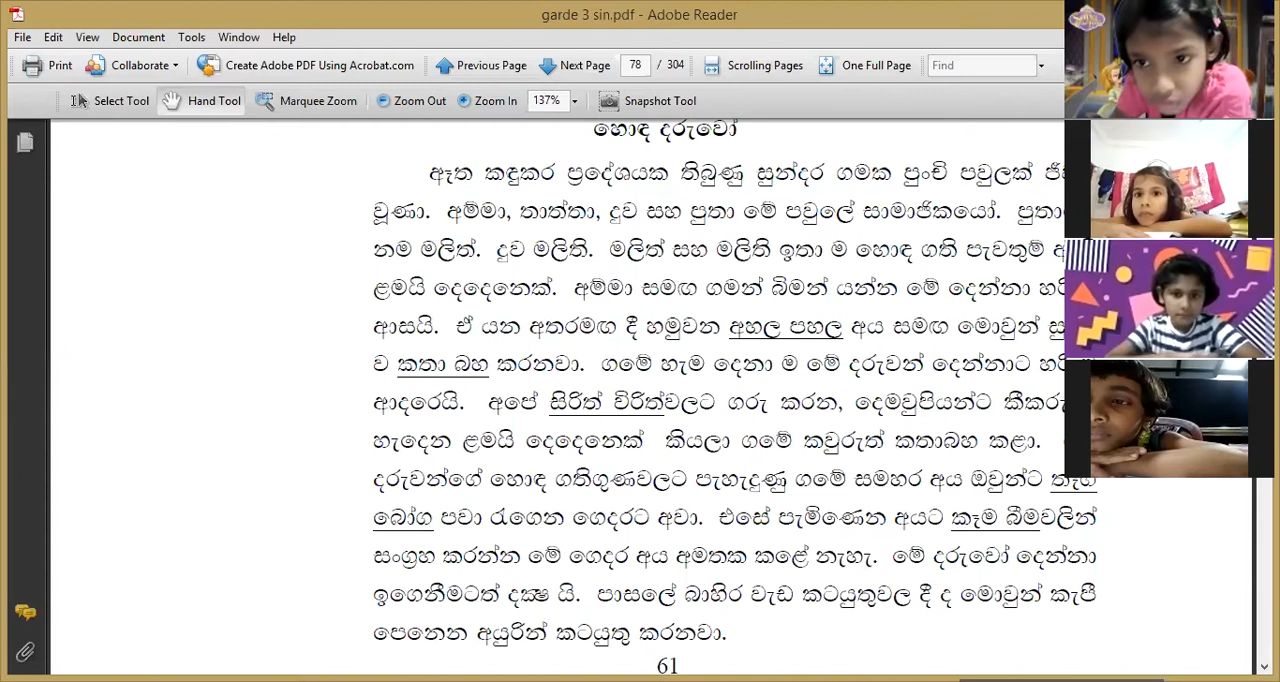 garde 3 sin.pdf - Adobe Reader
File Edit View Document Tools Window Help
Print Collaborate Create Adobe PDF Using Acrobat.com Previous Page Next Page 78 / 304 Scrolling Pages One Full Page Find
Select Tool Hand Tool Marquee Zoom Zoom Out Zoom In 137% Snapshot Tool
හොඳ දරුවෝ
ඈත කඳුකර ප්‍රදේශයක තිබුණු සුන්දර ගමක පුංචි පවුලක්
වූණා. අම්මා, තාත්තා, දුව සහ පුතා මේ පවුලේ සාමාජිකයෝ.
නම මලිත්. දුව මලිති. මලිත් සහ මලිති ඉතා ම හොඳ ගති පැවතුම්
ළමයි දෙදෙනෙක්. අම්මා සමඟ ගමන් බිමන් යන්න මේ දෙන්නා
ආසයි. ඒ යන අතරමඟ දී හමුවන අහල පහල අය සමඟ මොවුන්
ව කතා බහ කරනවා. ගමේ හැම දෙනා ම මේ දරුවන් දෙන්නාට
ආදරෙයි. අපේ සිරිත් විරිත්වලට ගරු කරන, දෙමවුපියන්ට
හැදෙන ළමයි දෙදෙනෙක් කියලා ගමේ කවුරුත් කතාබහ කළා.
දරුවන්ගේ හොඳ ගතිගුණවලට පැහැදුණු ගමේ සමහර අය ඔවුන්ට
බෝග පවා රැගෙන ගෙදරට අවා. එසේ පැමිණෙන අයට කෑම බීමවලින්
සංග්‍රහ කරන්න මේ ගෙදර අය අමතක කළේ නැහැ. මේ දරුවෝ දෙන්නා
ඉගෙනීමටත් දක්‍ෂ යි. පාසලේ බාහිර වැඩ කටයුතුවල දී ද මොවුන් කැපී
පෙනෙන අයුරින් කටයුතු කරනවා.
61